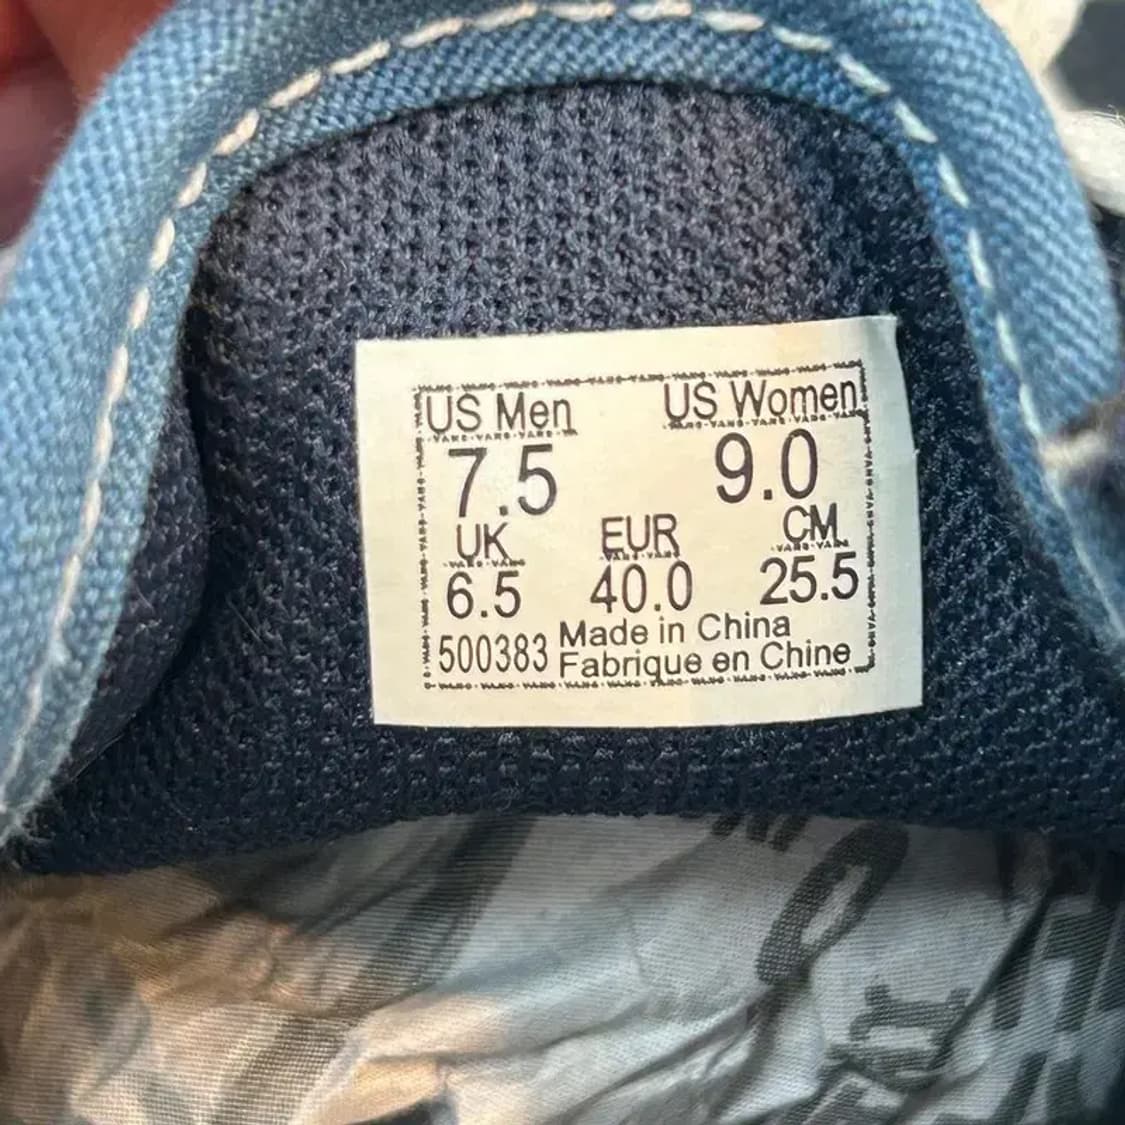 US Men US Women
7.5 9.0
UK EUR CM
6.5 40.0 25.5
500383 Made in China
Fabrique en Chine